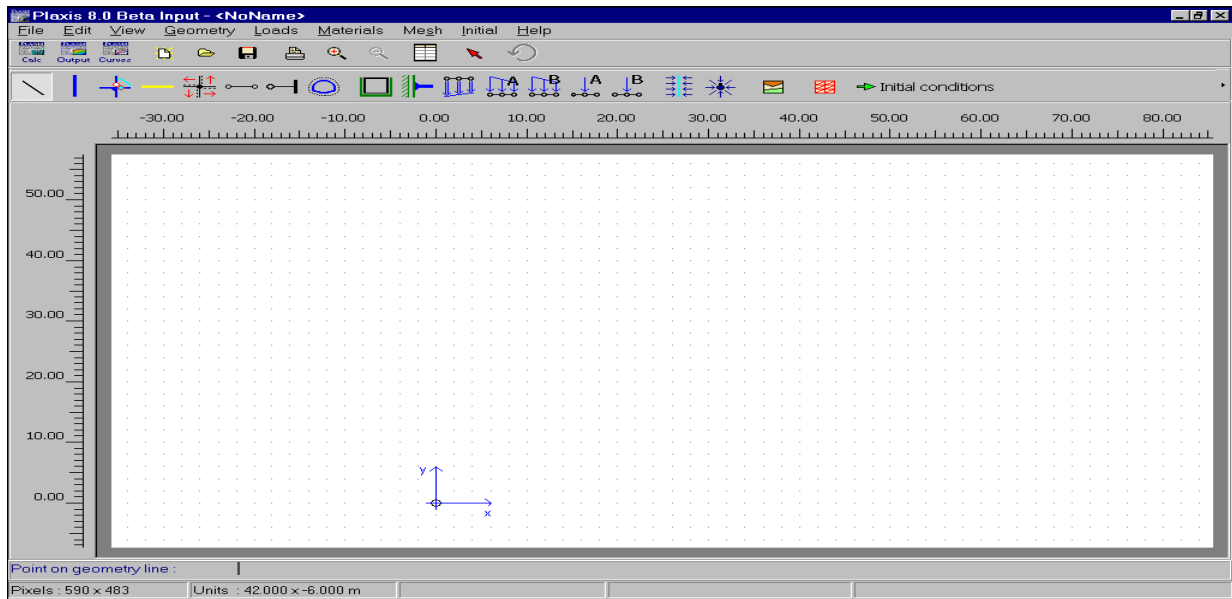 Plaxis 8.0 Beta Input - <NoName>
File Edit View Geometry Loads Materials Mesh Initial Help
Calc Output Curves
A B A B Initial conditions
-30.00 -20.00 -10.00 0.00 10.00 20.00 30.00 40.00 50.00 60.00 70.00 80.00
50.00
40.00
30.00
20.00
10.00
0.00
y
x
Point on geometry line :
Pixels : 590 x 483 Units : 42.000 x -6.000 m